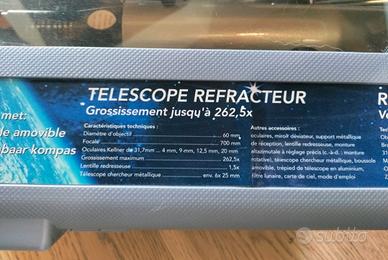 TELESCOPE REFRACTEUR
Grossissement jusqu'à 262,5x
met:
le amovible
baar kompas
Caractéristiques techniques :
Diamètre d'objectif 60 mm
Focale 700 mm
Oculaires Kellner de 31,7mm ... 4 mm, 9 mm, 12,5 mm, 20 mm
Grossissement maximum 262,5x
Lentille redresseuse 1,5x
Télescope chercheur métallique env. 6x 25 mm
Autres accessoires :
oculaires, miroir déviateur, support métallique
de réception, lentille redresseuse, monture
altazimutale à réglage précis (c.-à-d. : monture
rotative), télescope chercheur métallique, boussole
amovible, trépied de télescope en aluminium,
filtre lunaire, carte de ciel, mode d'emploi
R
Ve
subito